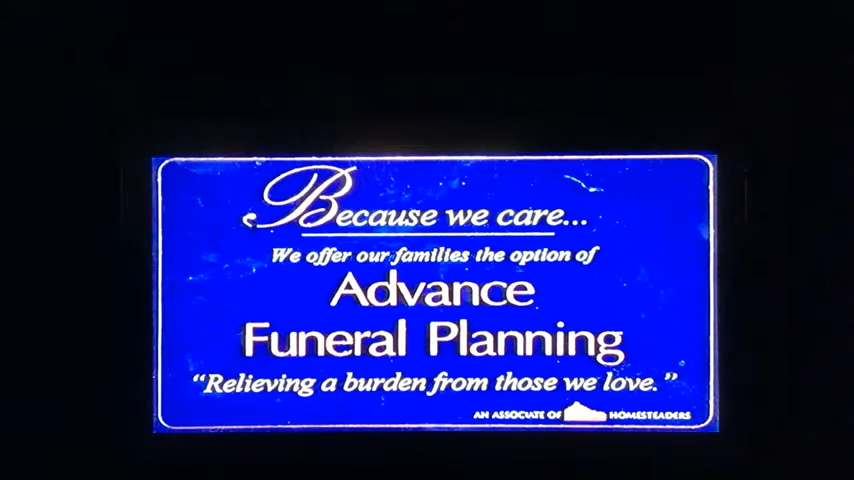 Because we care...
We offer our families the option of
Advance
Funeral Planning
“Relieving a burden from those we love.”
AN ASSOCIATE OF HOMESTEADERS